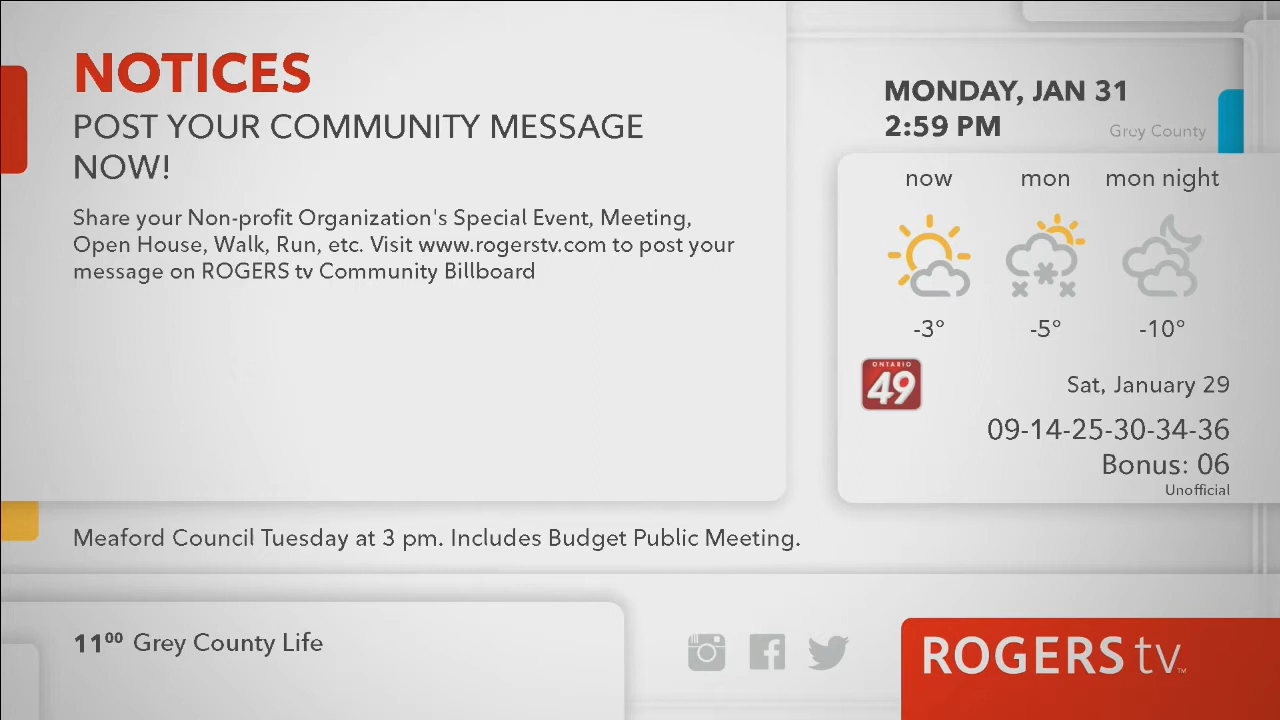 NOTICES
POST YOUR COMMUNITY MESSAGE
NOW!
Share your Non-profit Organization's Special Event, Meeting,
Open House, Walk, Run, etc. Visit www.rogerstv.com to post your
message on ROGERS tv Community Billboard
MONDAY, JAN 31
2:59 PM
Grey County
now mon mon night
-3° -5° -10°
ONTARIO
49
Sat, January 29
09-14-25-30-34-36
Bonus: 06
Unofficial
Meaford Council Tuesday at 3 pm. Includes Budget Public Meeting.
11⁰⁰ Grey County Life
ROGERS tv™